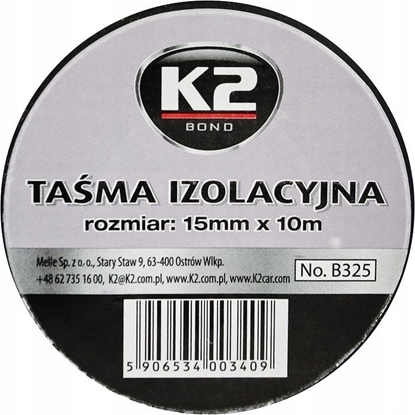 K2
BOND
TAŚMA IZOLACYJNA
rozmiar: 15mm x 10m
Melle Sp. z o.o., Stary Staw 9, 63-400 Ostrów Wlkp.
+48 62 735 16 00, K2@K2.com.pl, www.K2.com.pl, www.K2car.com
No. B325
5 906534 003409